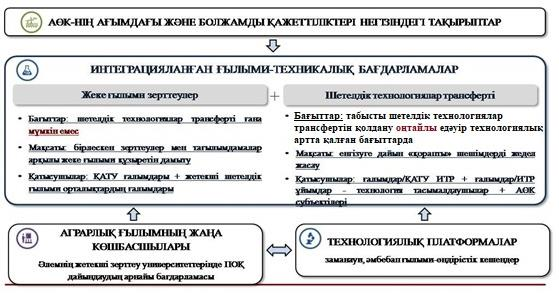 АӨК-НІҢ АҒЫМДАҒЫ ЖӘНЕ БОЛЖАМДЫ ҚАЖЕТТІЛІКТЕРІ НЕГІЗІНДЕГІ ТАҚЫРЫПТАР
ИНТЕГРАЦИЯЛАНҒАН ҒЫЛЫМИ-ТЕХНИКАЛЫҚ БАҒДАРЛАМАЛАР
Жеке ғылыми зерттеулер
• Бағыттар: шетелдік технологиялар трансферті ғана
мүмкін емес
• Мақсаты: бірлескен зерттеулер мен тағылымдамалар
арқылы жеке ғылыми құзыретін дамыту
• Қатысушылар: ҚАТУ ғалымдары + жетекші шетелдік
ғылыми орталықтардың ғалымдары
+
Шетелдік технологиялар трансферті
• Бағыттар: табысты шетелдік технологиялар
трансфертін қолдану онтайлы едәуір технологиялық
артта қалған бағыттарда
• Мақсаты: енгізуге дайын «қорапты» шешімдерді жедел
жасау
• Қатысушылар: ғалымдар/ҚАТУ ИТР + ғалымдар/ИТР
ұйымдар – технология тасымалдаушылар + АӨК
субъектілері
АГРАРЛЫҚ ҒЫЛЫМНЫҢ ЖАҢА
КӨШБАСШЫЛАРЫ
Әлемнің жетекші зерттеу университеттерінде ПОҚ
дайындаудың арнайы бағдарламасы
ТЕХНОЛОГИЯЛЫҚ ПЛАТФОРМАЛАР
заманауи, әмбебап ғылыми-өндірістік кешендер